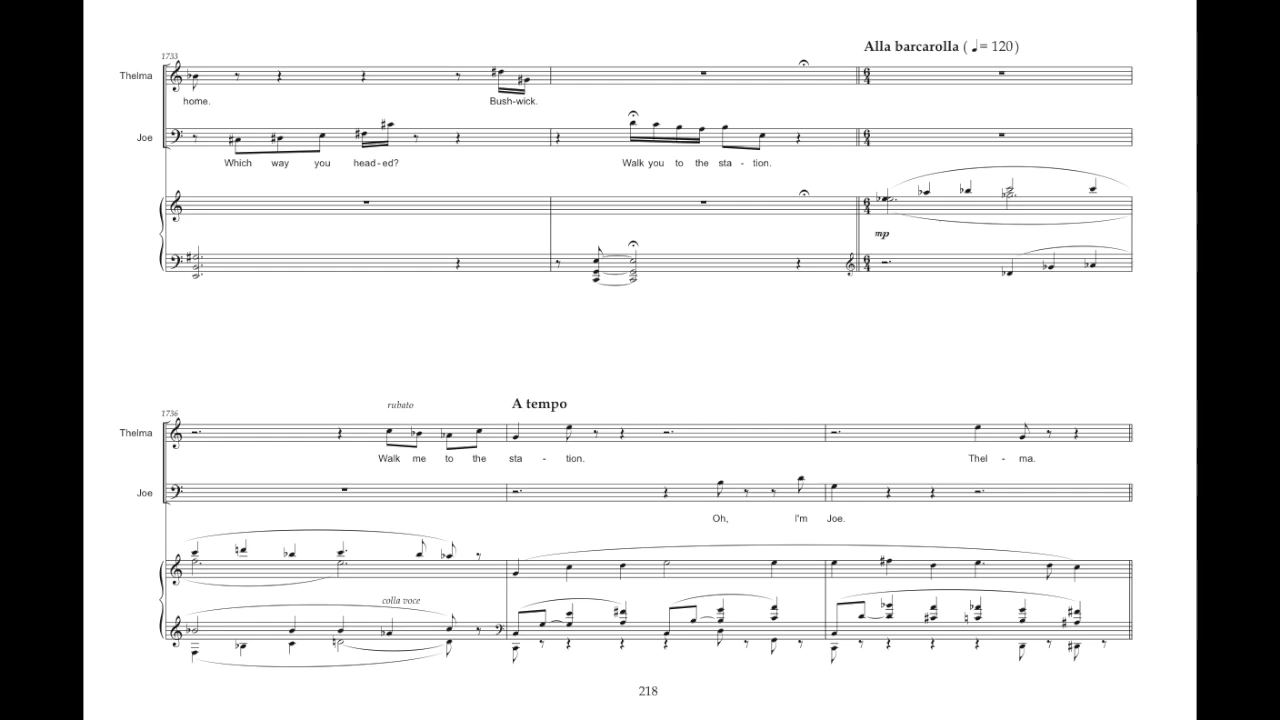 Alla barcarolla ( ♩= 120 )
1733
Thelma
home. Bush-wick.
Joe
Which way you head-ed? Walk you to the sta - tion.
mp
1736
rubato A tempo
Thelma
Walk me to the sta - tion. Thel - ma.
Joe
Oh, I'm Joe.
colla voce
218